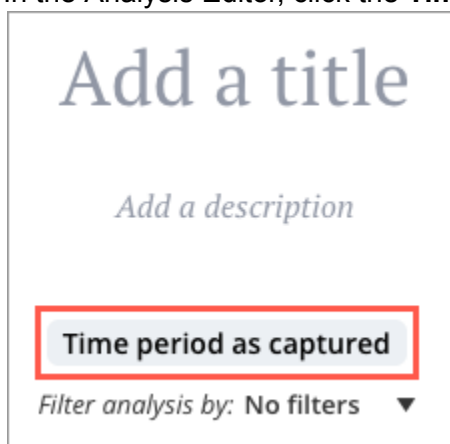 In the Analysis Editor, click the
Add a title
Add a description
Time period as captured
Filter analysis by: No filters ▼